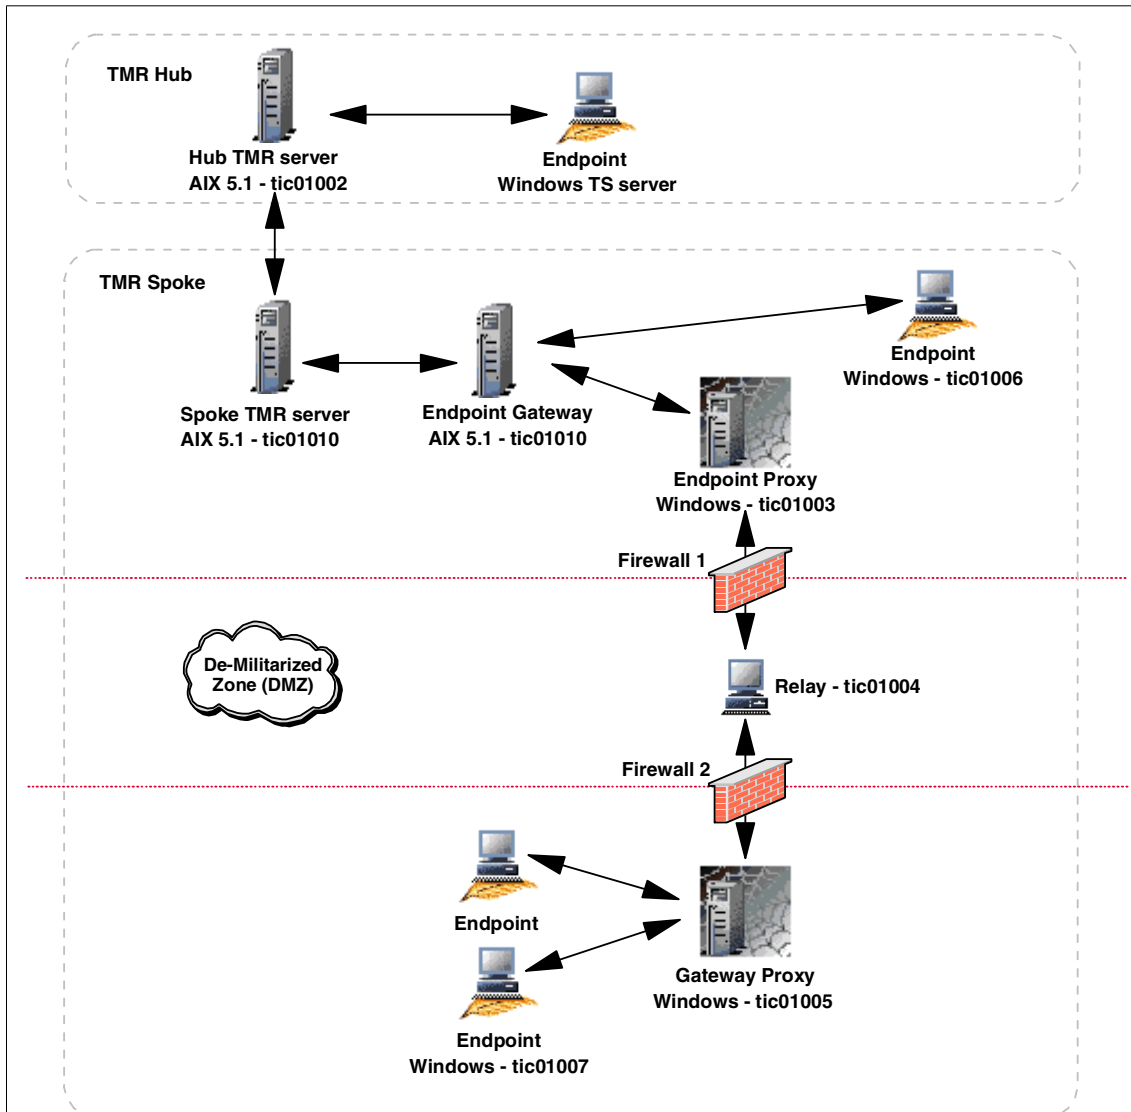 TMR Hub
Hub TMR server
AIX 5.1 - tic01002
Endpoint
Windows TS server
TMR Spoke
Spoke TMR server
AIX 5.1 - tic01010
Endpoint Gateway
AIX 5.1 - tic01010
Endpoint
Windows - tic01006
Endpoint Proxy
Windows - tic01003
Firewall 1
De-Militarized
Zone (DMZ)
Relay - tic01004
Firewall 2
Endpoint
Gateway Proxy
Windows - tic01005
Endpoint
Windows - tic01007